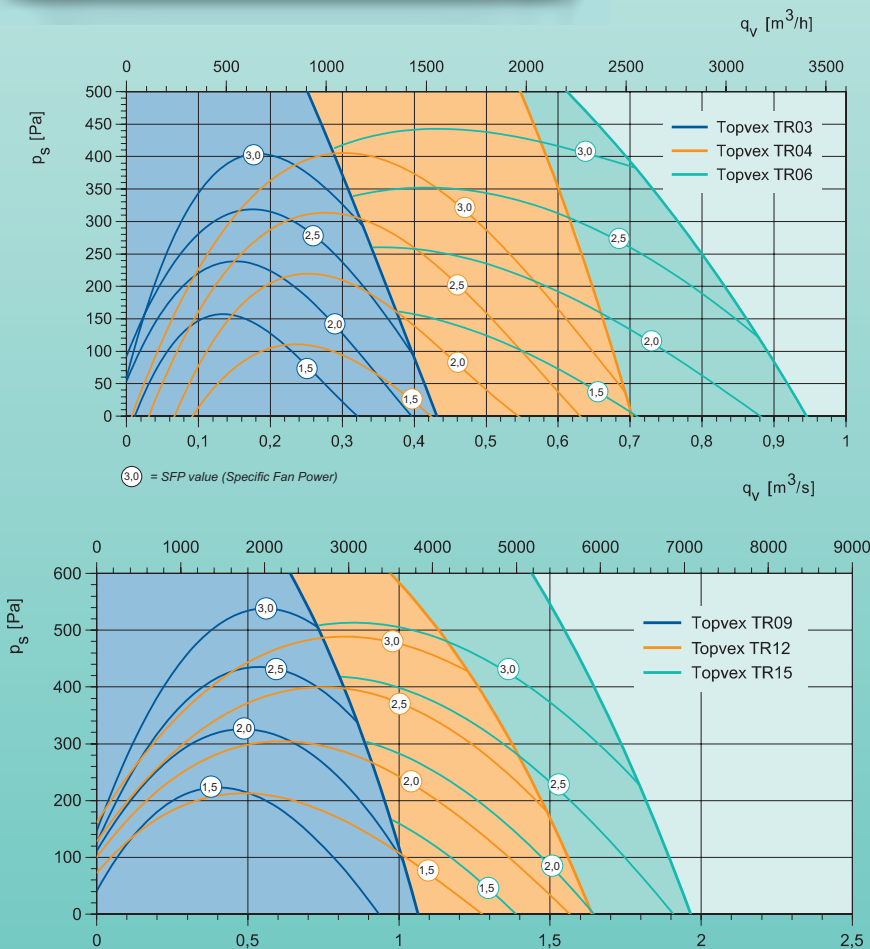 qv [m3/h]
0 500 1000 1500 2000 2500 3000 3500
ps [Pa]
500
450
400
350
300
250
200
150
100
50
0
Topvex TR03
Topvex TR04
Topvex TR06
3,0
3,0
3,0
2,5
2,5
2,5
2,0
2,0
2,0
1,5
1,5
1,5
0 0,1 0,2 0,3 0,4 0,5 0,6 0,7 0,8 0,9 1
3,0 = SFP value (Specific Fan Power)
qv [m3/s]
0 1000 2000 3000 4000 5000 6000 7000 8000 9000
ps [Pa]
600
500
400
300
200
100
0
Topvex TR09
Topvex TR12
Topvex TR15
3,0
3,0
3,0
2,5
2,5
2,5
2,0
2,0
2,0
1,5
1,5
1,5
0 0,5 1 1,5 2 2,5